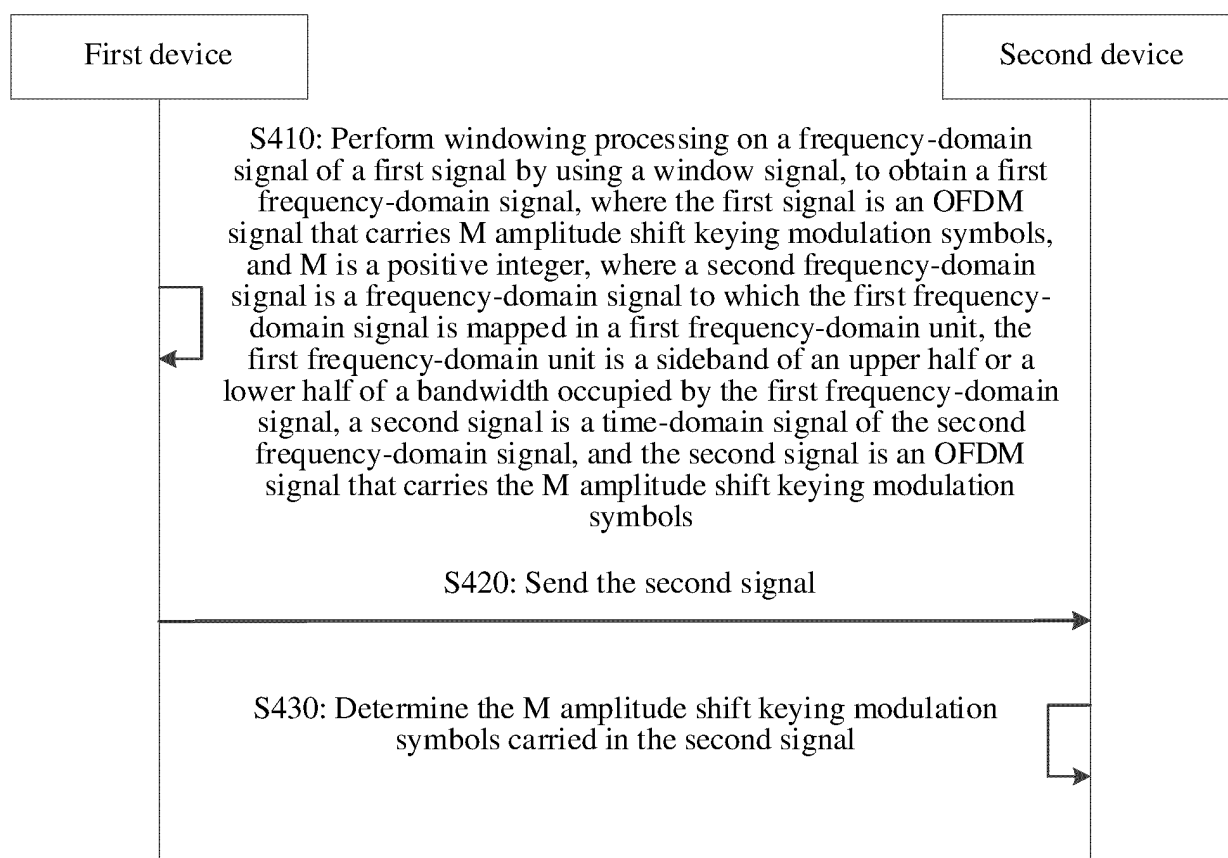 First device
Second device
S410: Perform windowing processing on a frequency-domain
signal of a first signal by using a window signal, to obtain a first
frequency-domain signal, where the first signal is an OFDM
signal that carries M amplitude shift keying modulation symbols,
and M is a positive integer, where a second frequency-domain
signal is a frequency-domain signal to which the first frequency-
domain signal is mapped in a first frequency-domain unit, the
first frequency-domain unit is a sideband of an upper half or a
lower half of a bandwidth occupied by the first frequency-domain
signal, a second signal is a time-domain signal of the second
frequency-domain signal, and the second signal is an OFDM
signal that carries the M amplitude shift keying modulation
symbols
S420: Send the second signal
S430: Determine the M amplitude shift keying modulation
symbols carried in the second signal